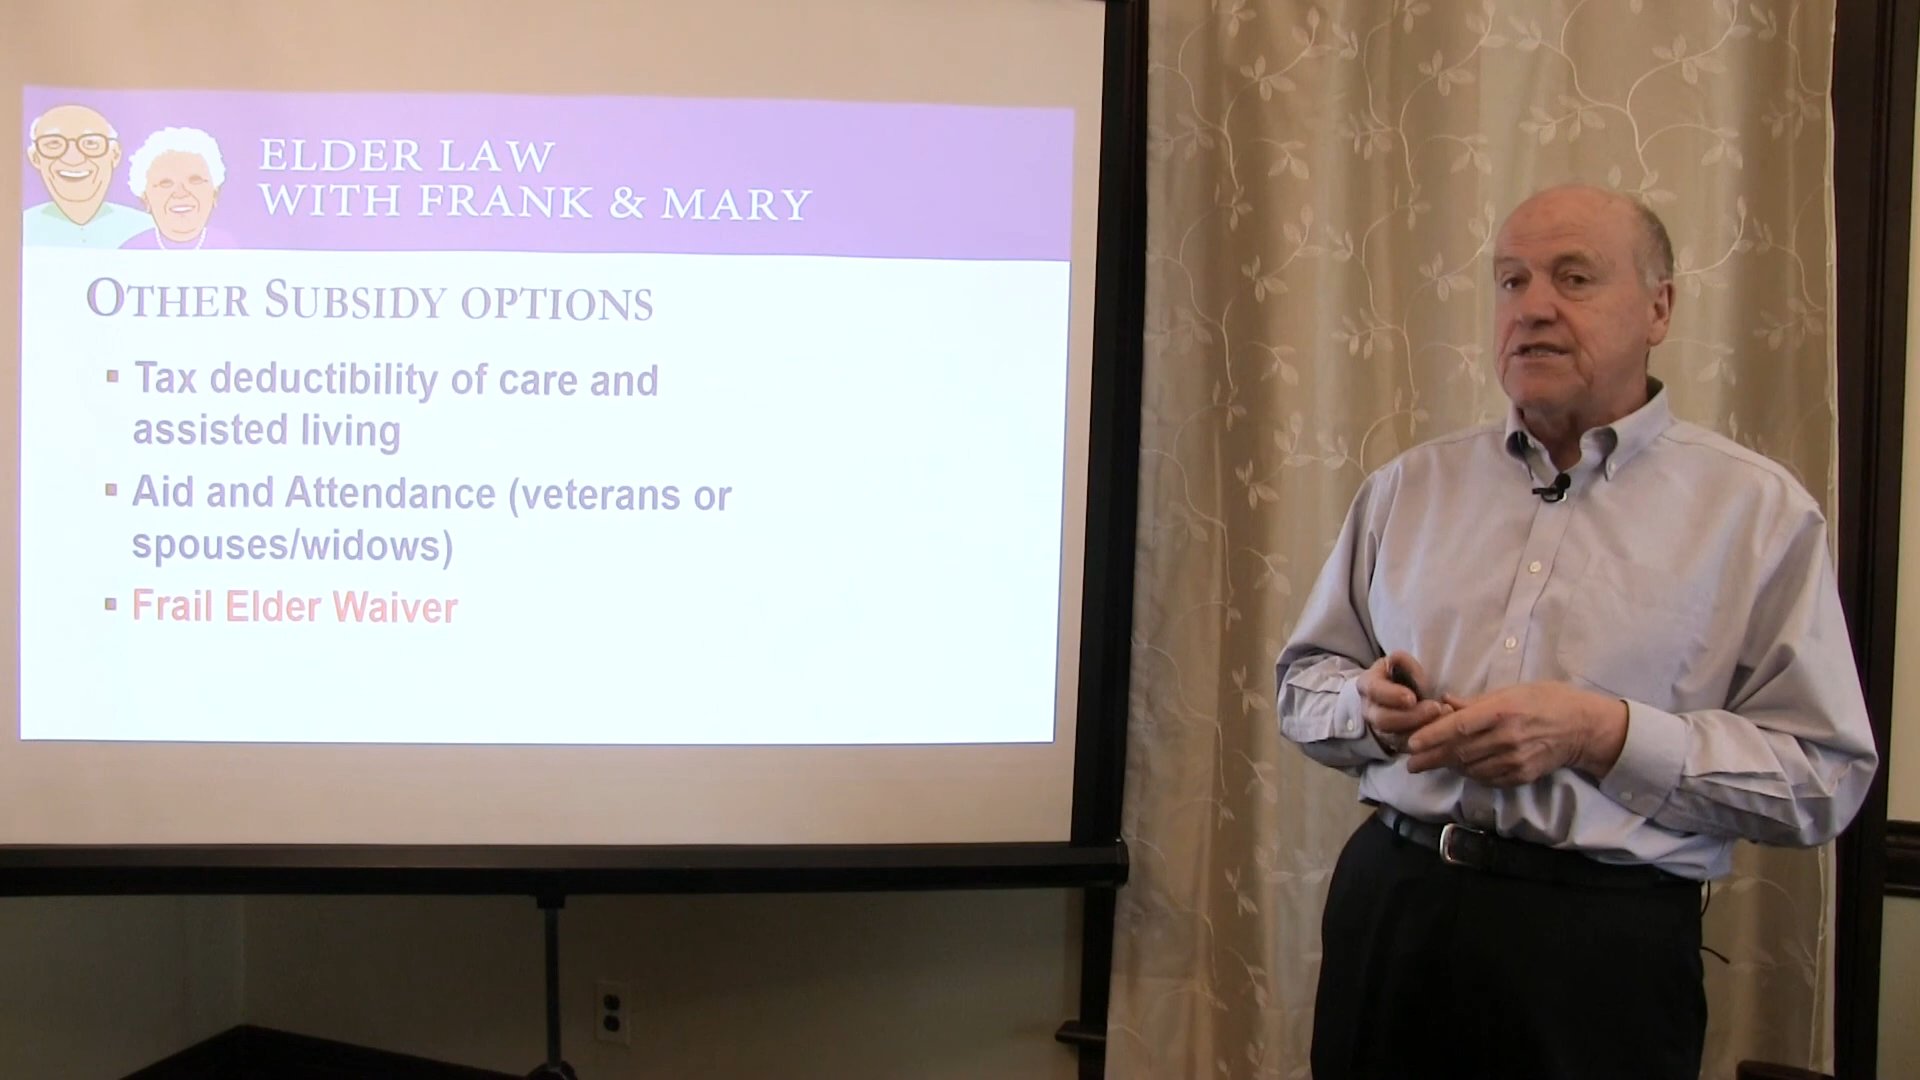 ELDER LAW
WITH FRANK & MARY
OTHER SUBSIDY OPTIONS
▪ Tax deductibility of care and
assisted living
▪ Aid and Attendance (veterans or
spouses/widows)
▪ Frail Elder Waiver